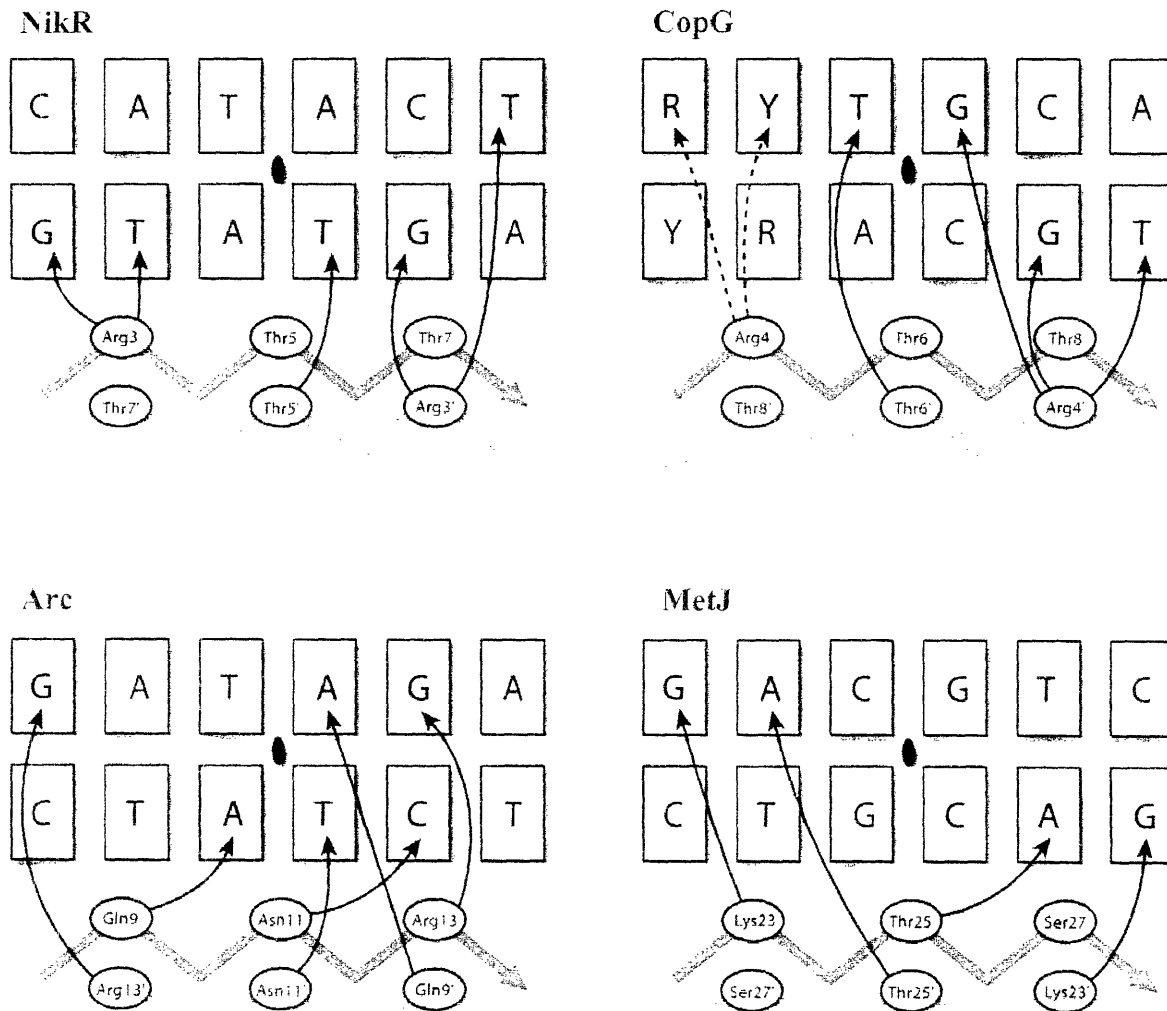 NikR
C A T A C T
G T A T G A
Arg3 Thr5 Thr7
Thr7' Thr5' Arg3'
CopG
R Y T G C A
Y R A C G T
Arg4 Thr6 Thr8
Thr8' Thr6' Arg4'
Arc
G A T A G A
C T A T C T
Gln9 Asn11 Arg13
Arg13' Asn11' Gln9'
MetJ
G A C G T C
C T G C A G
Lys23 Thr25 Ser27
Ser27' Thr25' Lys23'